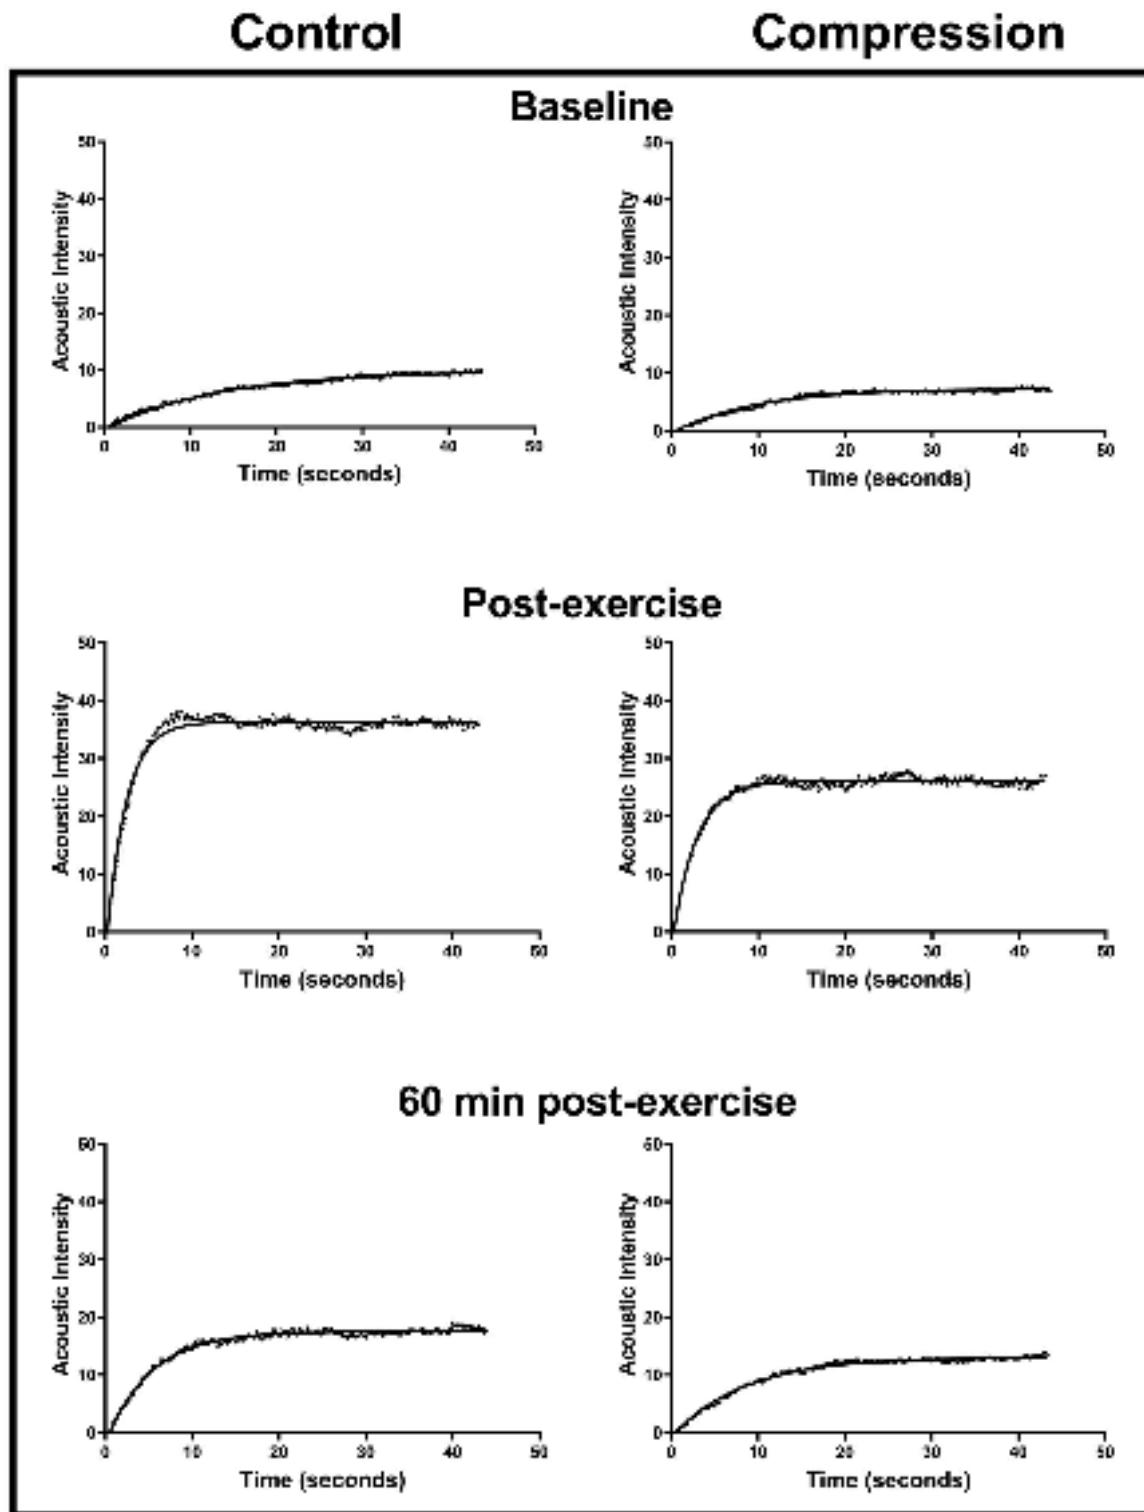 Control Compression
Baseline
50 50
40 40
30 30
20 20
10 10
0 0
Acoustic Intensity Acoustic Intensity
0 10 20 30 40 50 0 10 20 30 40 50
Time (seconds) Time (seconds)
Post-exercise
50 50
40 40
30 30
20 20
10 10
0 0
Acoustic Intensity Acoustic Intensity
0 10 20 30 40 50 0 10 20 30 40 50
Time (seconds) Time (seconds)
60 min post-exercise
50 50
40 40
30 30
20 20
10 10
0 0
Acoustic Intensity Acoustic Intensity
0 10 20 30 40 50 0 10 20 30 40 50
Time (seconds) Time (seconds)